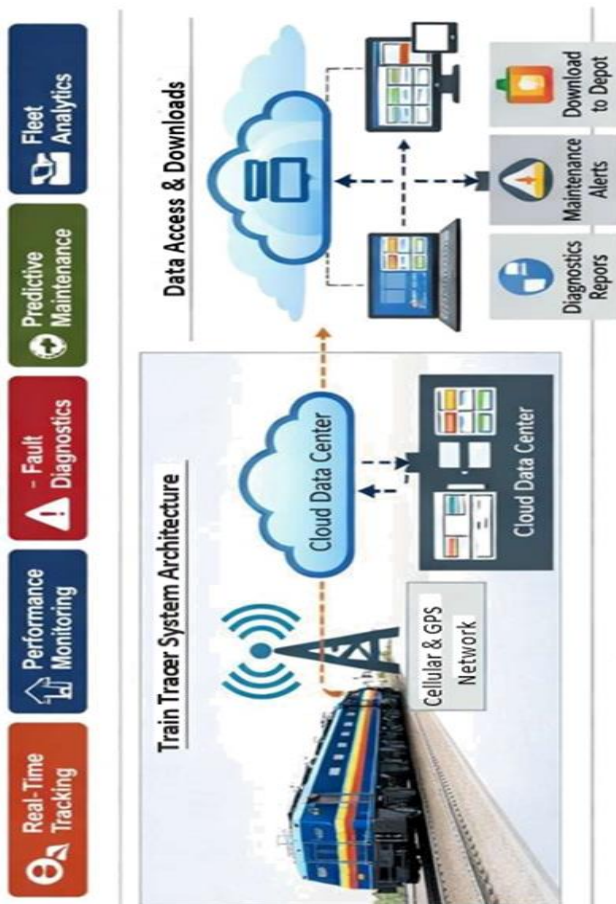 Real-Time
Tracking
Performance
Monitoring
- Fault
Diagnostics
Predictive
Maintenance
Fleet
Analytics
Train Tracer System Architecture
Cellular & GPS
Network
Cloud Data Center
Cloud Data Center
Data Access & Downloads
Diagnostics
Repors
Maintenance
Alerts
Download
to Depot